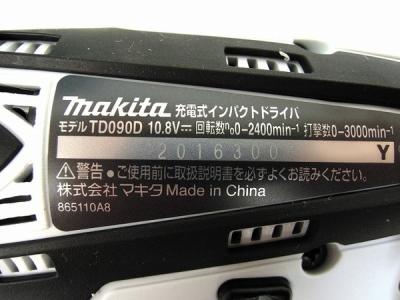 makita 充電式インパクトドライバ
モデル TD090D 10.8V⎓ 回転数n₀0-2400min⁻¹ 打撃数0-3000min⁻¹
2016300 Y
⚠警告・ご使用前に取扱説明書を必ずよくお読みください。
株式会社 マキタ Made in China
865110A8